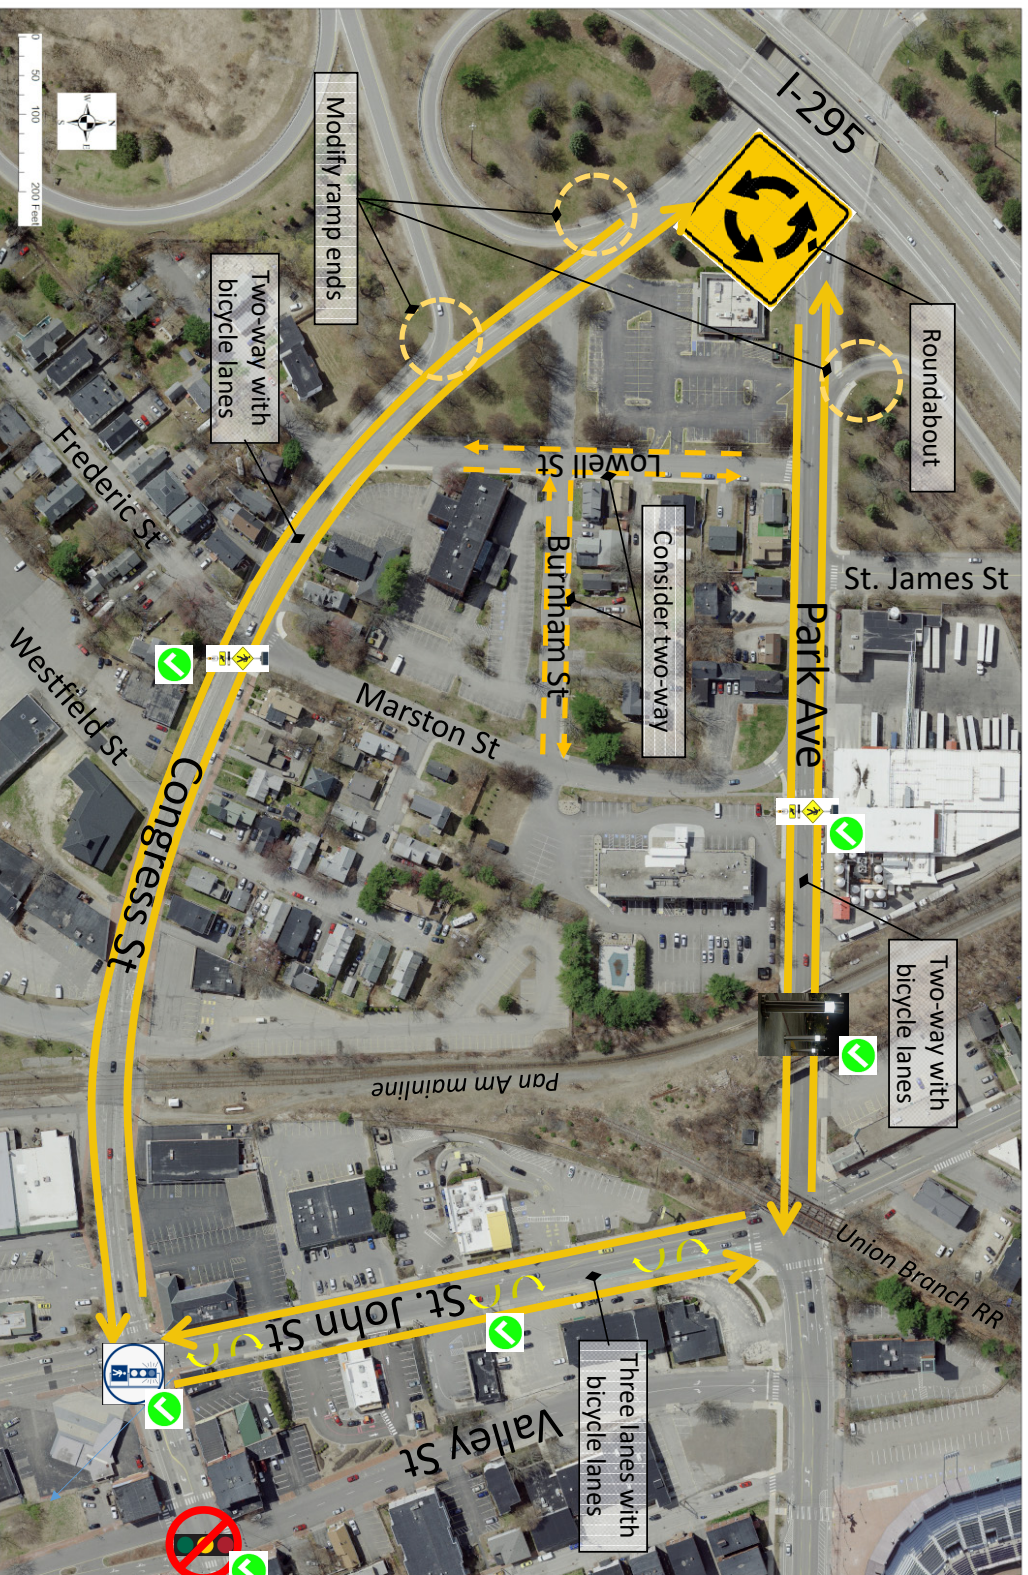 I-295
Roundabout
Modify ramp ends
Two-way with
bicycle lanes
Lowell St
Consider two-way
Burnham St
St. James St
Park Ave
Frederic St
Westfield St
Marston St
Congress St
Two-way with
bicycle lanes
Pan Am mainline
Union Branch RR
St. John St
Three lanes with
bicycle lanes
Valley St
0
50
100
200 Feet
N
E
S
W